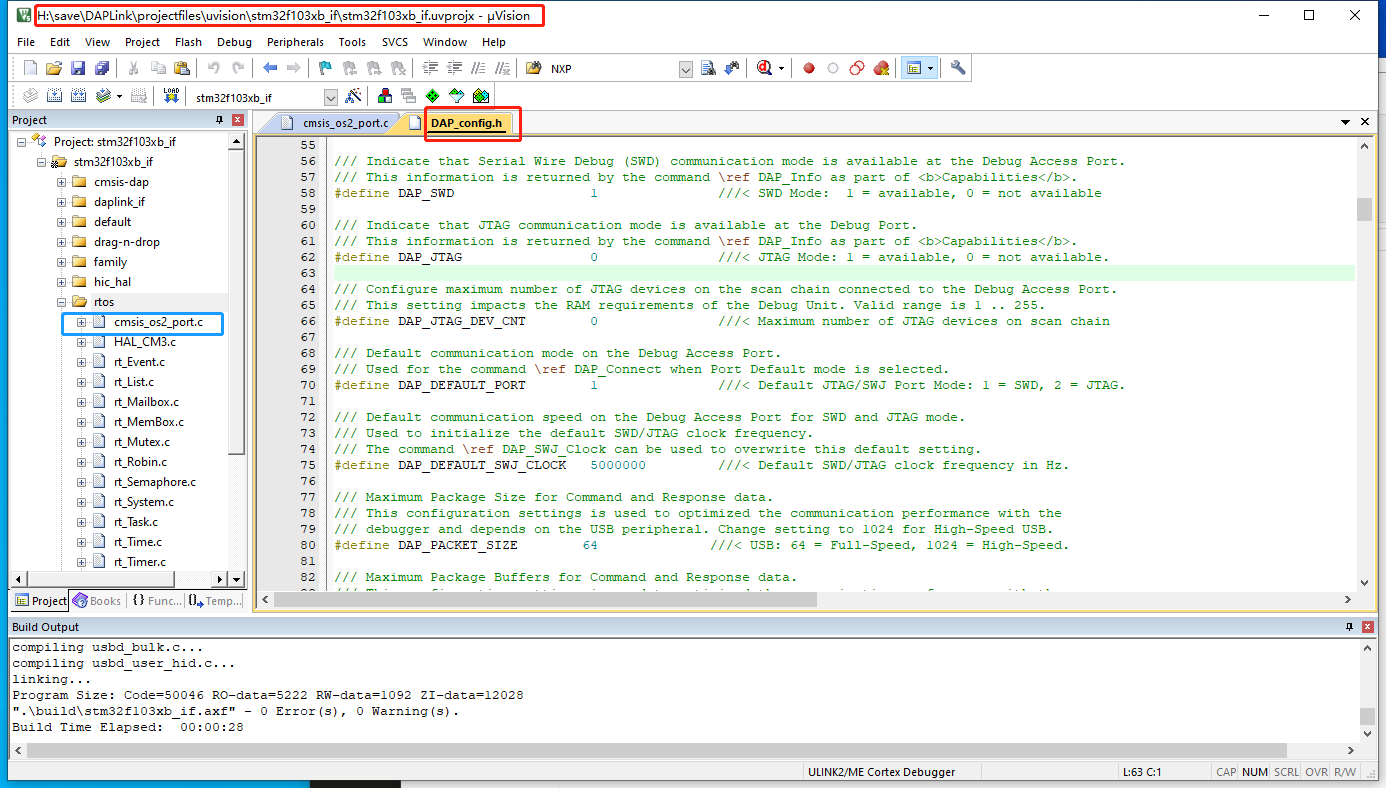 H:\save\DAPLink\projectfiles\uvision\stm32f103xb_if\stm32f103xb_if.uvprojx - µVision
File Edit View Project Flash Debug Peripherals Tools SVCS Window Help
NXP
LOAD
stm32f103xb_if
Project
cmsis_os2_port.c
DAP_config.h
Project: stm32f103xb_if
stm32f103xb_if
cmsis-dap
daplink_if
default
drag-n-drop
family
hic_hal
rtos
cmsis_os2_port.c
HAL_CM3.c
rt_Event.c
rt_List.c
rt_Mailbox.c
rt_MemBox.c
rt_Mutex.c
rt_Robin.c
rt_Semaphore.c
rt_System.c
rt_Task.c
rt_Time.c
rt_Timer.c
Project Books {} Func... Temp...
55
56 /// Indicate that Serial Wire Debug (SWD) communication mode is available at the Debug Access Port.
57 /// This information is returned by the command \ref DAP_Info as part of <b>Capabilities</b>.
58 #define DAP_SWD 1 ///< SWD Mode: 1 = available, 0 = not available
59
60 /// Indicate that JTAG communication mode is available at the Debug Port.
61 /// This information is returned by the command \ref DAP_Info as part of <b>Capabilities</b>.
62 #define DAP_JTAG 0 ///< JTAG Mode: 1 = available, 0 = not available.
63
64 /// Configure maximum number of JTAG devices on the scan chain connected to the Debug Access Port.
65 /// This setting impacts the RAM requirements of the Debug Unit. Valid range is 1 .. 255.
66 #define DAP_JTAG_DEV_CNT 0 ///< Maximum number of JTAG devices on scan chain
67
68 /// Default communication mode on the Debug Access Port.
69 /// Used for the command \ref DAP_Connect when Port Default mode is selected.
70 #define DAP_DEFAULT_PORT 1 ///< Default JTAG/SWJ Port Mode: 1 = SWD, 2 = JTAG.
71
72 /// Default communication speed on the Debug Access Port for SWD and JTAG mode.
73 /// Used to initialize the default SWD/JTAG clock frequency.
74 /// The command \ref DAP_SWJ_Clock can be used to overwrite this default setting.
75 #define DAP_DEFAULT_SWJ_CLOCK 5000000 ///< Default SWD/JTAG clock frequency in Hz.
76
77 /// Maximum Package Size for Command and Response data.
78 /// This configuration settings is used to optimized the communication performance with the
79 /// debugger and depends on the USB peripheral. Change setting to 1024 for High-Speed USB.
80 #define DAP_PACKET_SIZE 64 ///< USB: 64 = Full-Speed, 1024 = High-Speed.
81
82 /// Maximum Package Buffers for Command and Response data.
Build Output
compiling usbd_bulk.c...
compiling usbd_user_hid.c...
linking...
Program Size: Code=50046 RO-data=5222 RW-data=1092 ZI-data=12028
".\build\stm32f103xb_if.axf" - 0 Error(s), 0 Warning(s).
Build Time Elapsed: 00:00:28
ULINK2/ME Cortex Debugger L:63 C:1 CAP NUM SCRL OVR R/W